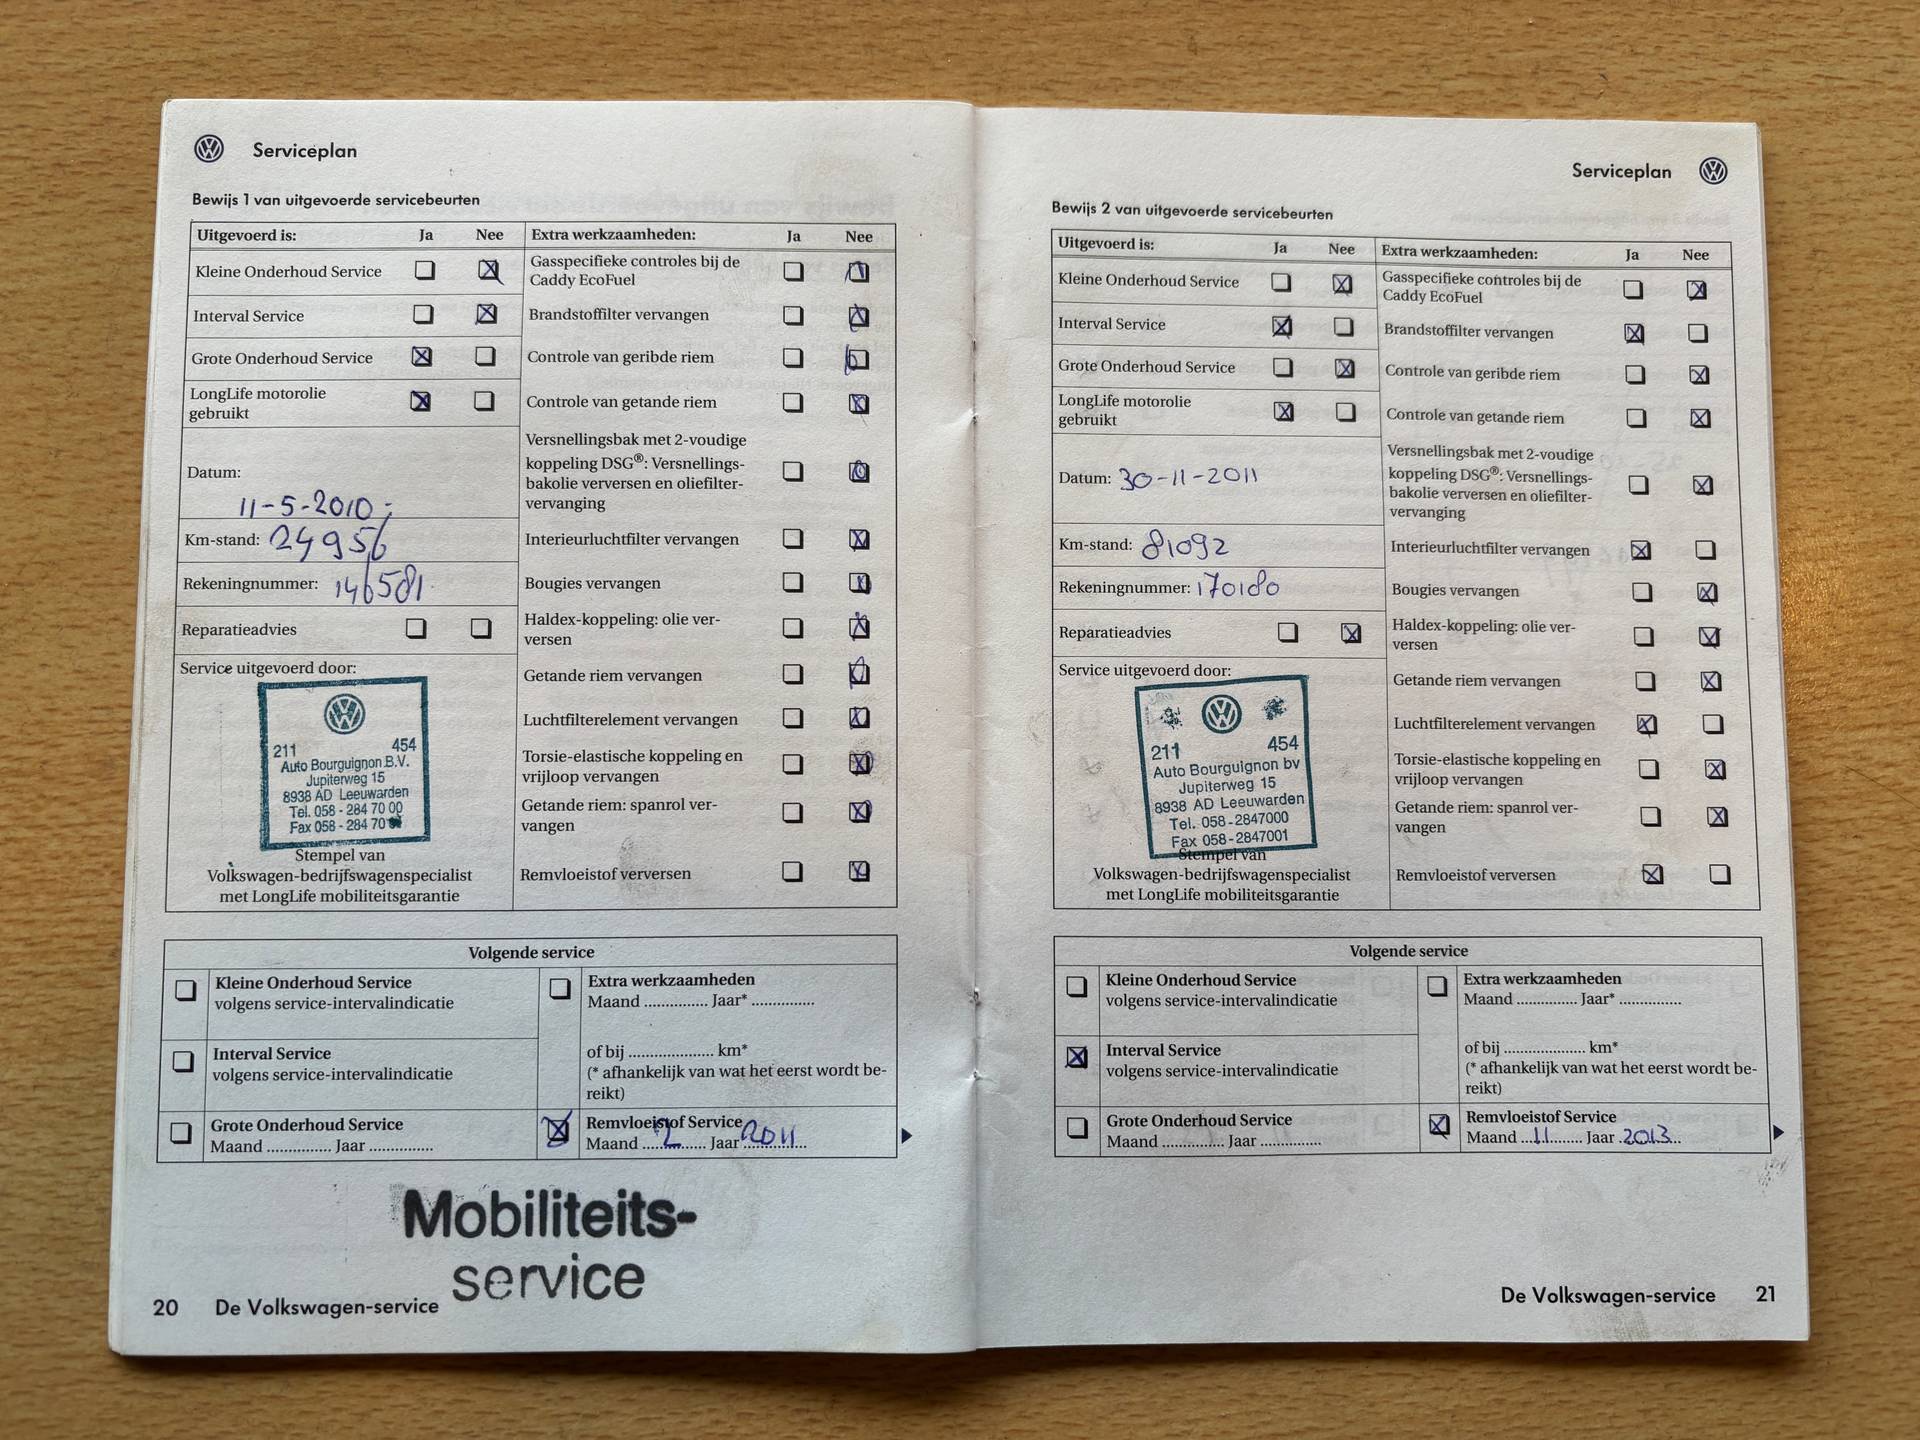 Serviceplan
Bewijs 1 van uitgevoerde servicebeurten
Uitgevoerd is: Ja Nee
Kleine Onderhoud Service
Interval Service
Grote Onderhoud Service
LongLife motorolie
gebruikt
Datum:
11-5-2010
Km-stand: 24956
Rekeningnummer: 146581
Reparatieadvies
Service uitgevoerd door:
211 454
Auto Bourguignon B.V.
Jupiterweg 15
8938 AD Leeuwarden
Tel. 058 - 284 70 00
Fax 058 - 284 70
Stempel van
Volkswagen-bedrijfswagenspecialist
met LongLife mobiliteitsgarantie
Extra werkzaamheden: Ja Nee
Gasspecifieke controles bij de
Caddy EcoFuel
Brandstoffilter vervangen
Controle van geribde riem
Controle van getande riem
Versnellingsbak met 2-voudige
koppeling DSG®: Versnellings-
bakolie verversen en oliefilter-
vervanging
Interieurluchtfilter vervangen
Bougies vervangen
Haldex-koppeling: olie ver-
versen
Getande riem vervangen
Luchtfilterelement vervangen
Torsie-elastische koppeling en
vrijloop vervangen
Getande riem: spanrol ver-
vangen
Remvloeistof verversen
Volgende service
Kleine Onderhoud Service
volgens service-intervalindicatie
Interval Service
volgens service-intervalindicatie
Grote Onderhoud Service
Maand ............... Jaar ...............
Extra werkzaamheden
Maand ............... Jaar* ...............
of bij .................... km*
(* afhankelijk van wat het eerst wordt be-
reikt)
Remvloeistof Service
Maand ... Jaar 2011
Mobiliteits-
service
20 De Volkswagen-service
Serviceplan
Bewijs 2 van uitgevoerde servicebeurten
Uitgevoerd is: Ja Nee
Kleine Onderhoud Service
Interval Service
Grote Onderhoud Service
LongLife motorolie
gebruikt
Datum: 30-11-2011
Km-stand: 81092
Rekeningnummer: 170180
Reparatieadvies
Service uitgevoerd door:
211 454
Auto Bourguignon bv
Jupiterweg 15
8938 AD Leeuwarden
Tel. 058-2847000
Fax 058-2847001
Stempel van
Volkswagen-bedrijfswagenspecialist
met LongLife mobiliteitsgarantie
Extra werkzaamheden: Ja Nee
Gasspecifieke controles bij de
Caddy EcoFuel
Brandstoffilter vervangen
Controle van geribde riem
Controle van getande riem
Versnellingsbak met 2-voudige
koppeling DSG®: Versnellings-
bakolie verversen en oliefilter-
vervanging
Interieurluchtfilter vervangen
Bougies vervangen
Haldex-koppeling: olie ver-
versen
Getande riem vervangen
Luchtfilterelement vervangen
Torsie-elastische koppeling en
vrijloop vervangen
Getande riem: spanrol ver-
vangen
Remvloeistof verversen
Volgende service
Kleine Onderhoud Service
volgens service-intervalindicatie
Interval Service
volgens service-intervalindicatie
Grote Onderhoud Service
Maand ............... Jaar ...............
Extra werkzaamheden
Maand ............... Jaar* ...............
of bij .................... km*
(* afhankelijk van wat het eerst wordt be-
reikt)
Remvloeistof Service
Maand ...11........ Jaar .2013...
De Volkswagen-service 21